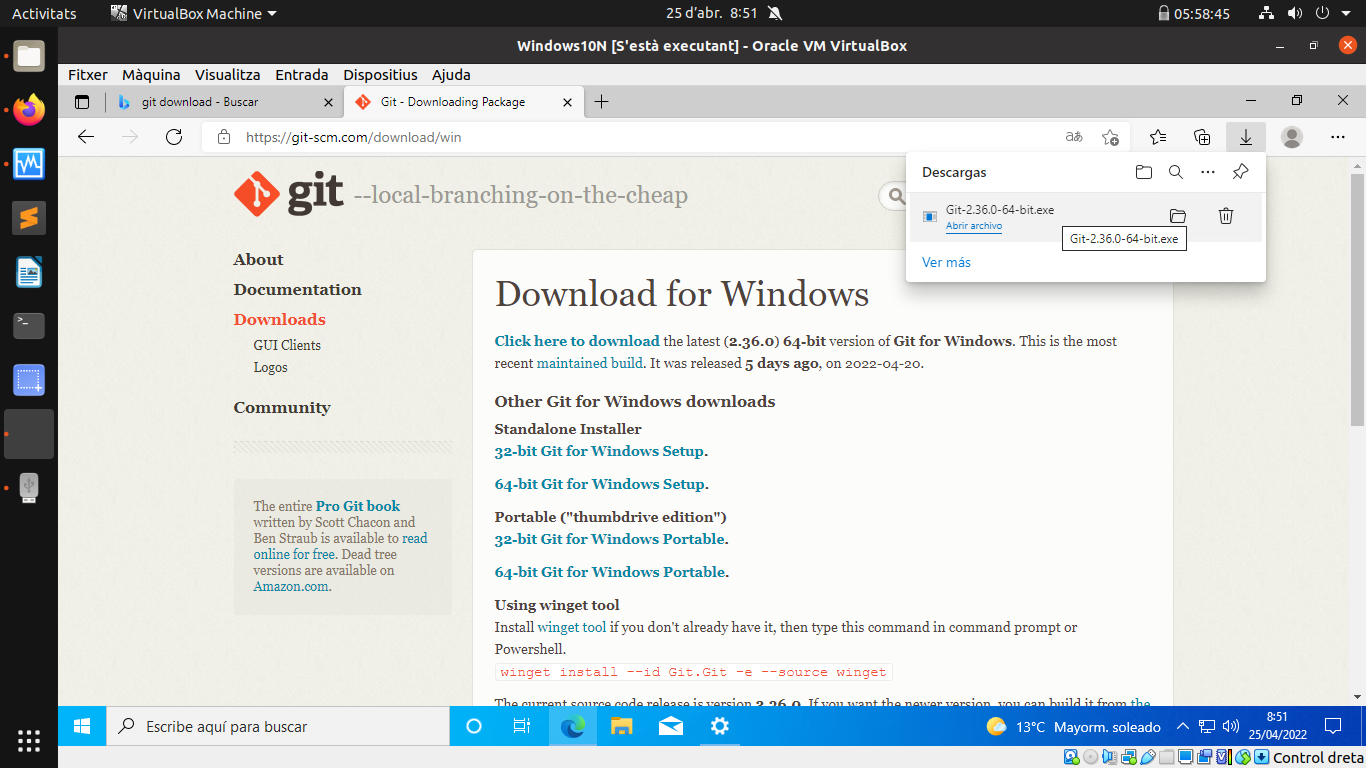 Activitats
VirtualBox Machine
25 d’abr. 8:51
05:58:45
Windows10N [S'està executant] - Oracle VM VirtualBox
Fitxer Màquina Visualitza Entrada Dispositius Ajuda
git download - Buscar
Git - Downloading Package
https://git-scm.com/download/win
Descargas
Git-2.36.0-64-bit.exe
Abrir archivo
Git-2.36.0-64-bit.exe
Ver más
git --local-branching-on-the-cheap
About
Documentation
Downloads
GUI Clients
Logos
Community
The entire Pro Git book
written by Scott Chacon and
Ben Straub is available to read
online for free. Dead tree
versions are available on
Amazon.com.
Download for Windows
Click here to download the latest (2.36.0) 64-bit version of Git for Windows. This is the most
recent maintained build. It was released 5 days ago, on 2022-04-20.
Other Git for Windows downloads
Standalone Installer
32-bit Git for Windows Setup.
64-bit Git for Windows Setup.
Portable ("thumbdrive edition")
32-bit Git for Windows Portable.
64-bit Git for Windows Portable.
Using winget tool
Install winget tool if you don't already have it, then type this command in command prompt or
Powershell.
winget install --id Git.Git -e --source winget
The current source code release is version 2.36.0. If you want the newer version, you can build it from the
Escribe aquí para buscar
13°C Mayorm. soleado
8:51
25/04/2022
Control dreta